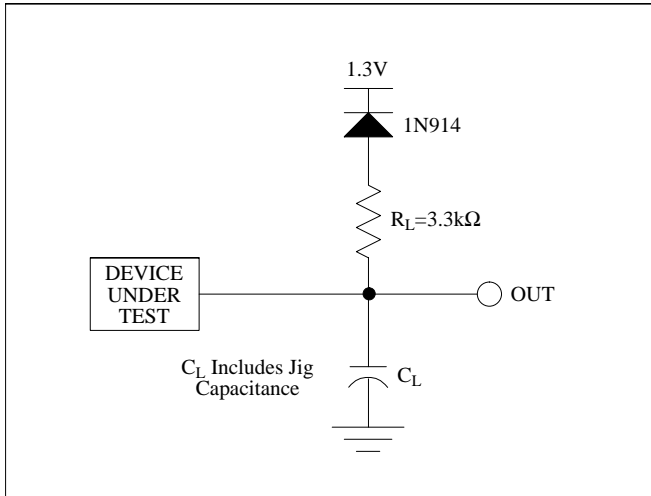 1.3V
1N914
R_L=3.3kΩ
DEVICE
UNDER
TEST
OUT
C_L Includes Jig
Capacitance
C_L